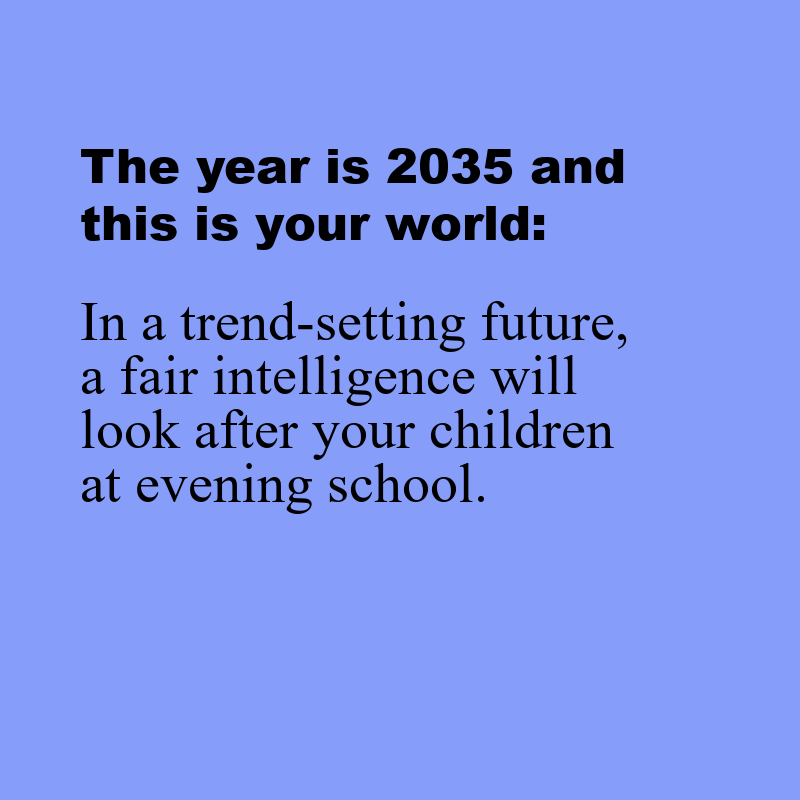 The year is 2035 and
this is your world:
In a trend-setting future,
a fair intelligence will
look after your children
at evening school.